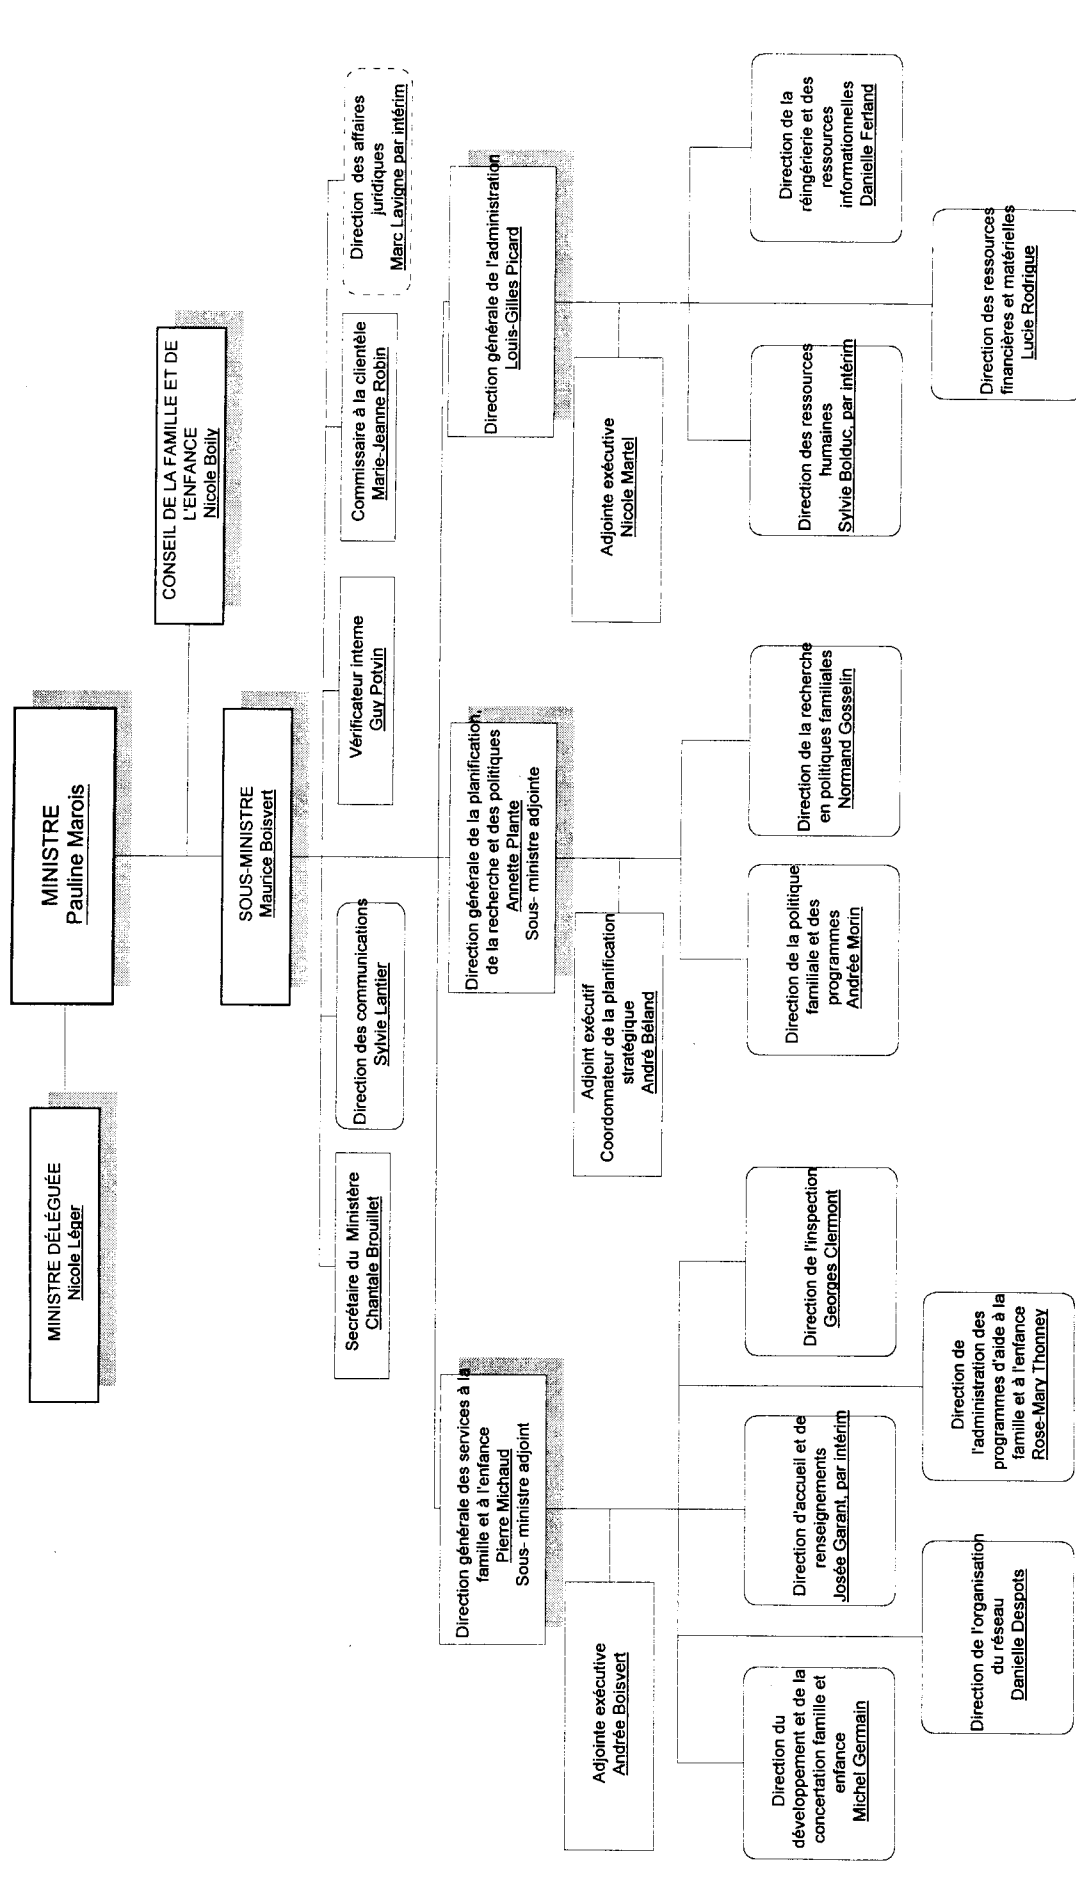 MINISTRE
Pauline Marois
MINISTRE DÉLÉGUÉE
Nicole Léger
CONSEIL DE LA FAMILLE ET DE
L'ENFANCE
Nicole Boily
SOUS-MINISTRE
Maurice Boisvert
Secrétaire du Ministère
Chantale Brouillet
Direction des communications
Sylvie Lantier
Vérificateur interne
Guy Potvin
Commissaire à la clientèle
Marie-Jeanne Robin
Direction des affaires
juridiques
Marc Lavigne par intérim
Direction générale des services à la
famille et à l'enfance
Pierre Michaud
Sous- ministre adjoint
Direction générale de la planification,
de la recherche et des politiques
Annette Plante
Sous- ministre adjointe
Direction générale de l'administration
Louis-Gilles Picard
Adjointe exécutive
Andrée Boisvert
Adjoint exécutif
Coordonnateur de la planification
stratégique
André Béland
Adjointe exécutive
Nicole Martel
Direction du
développement et de la
concertation famille et
enfance
Michel Germain
Direction d'accueil et de
renseignements
Josée Garant, par intérim
Direction de l'inspection
Georges Clermont
Direction de la politique
familiale et des
programmes
Andrée Morin
Direction de la recherche
en politiques familiales
Normand Gosselin
Direction des ressources
humaines
Sylvie Bolduc, par intérim
Direction de la
réingérierie et des
ressources
informationnelles
Danielle Ferland
Direction de l'organisation
du réseau
Danielle Despots
Direction de
l'administration des
programmes d'aide à la
famille et à l'enfance
Rose-Mary Thonney
Direction des ressources
financières et matérielles
Lucie Rodrigue